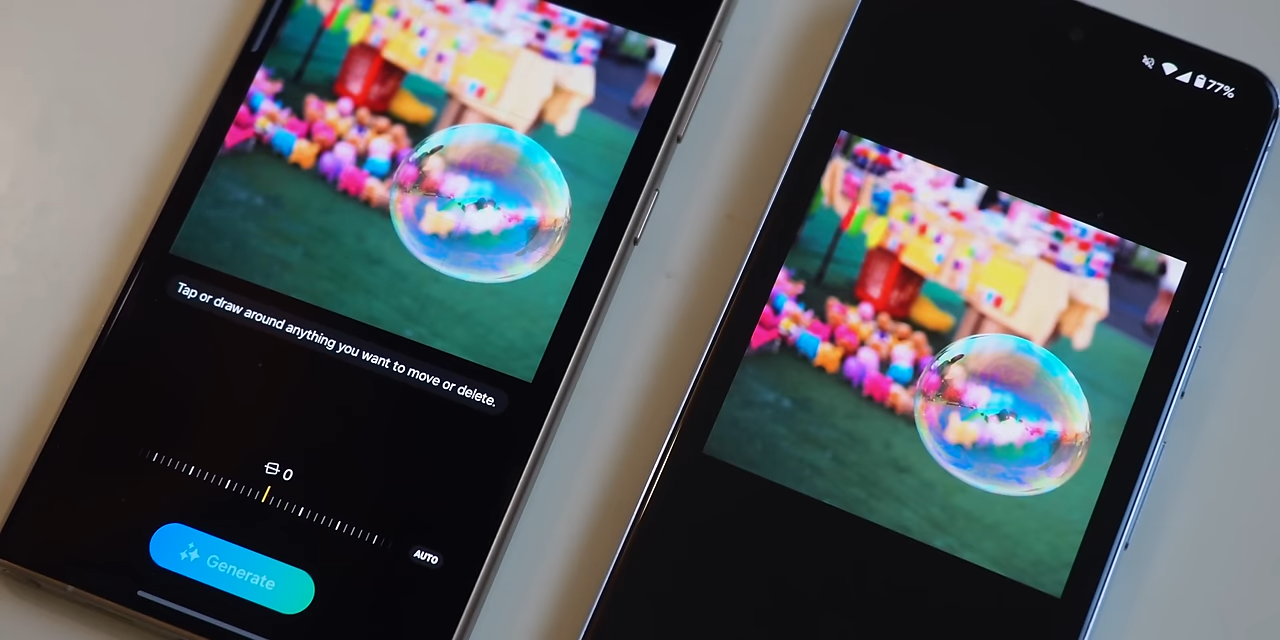 77%
Tap or draw around anything you want to move or delete.
0
AUTO
Generate